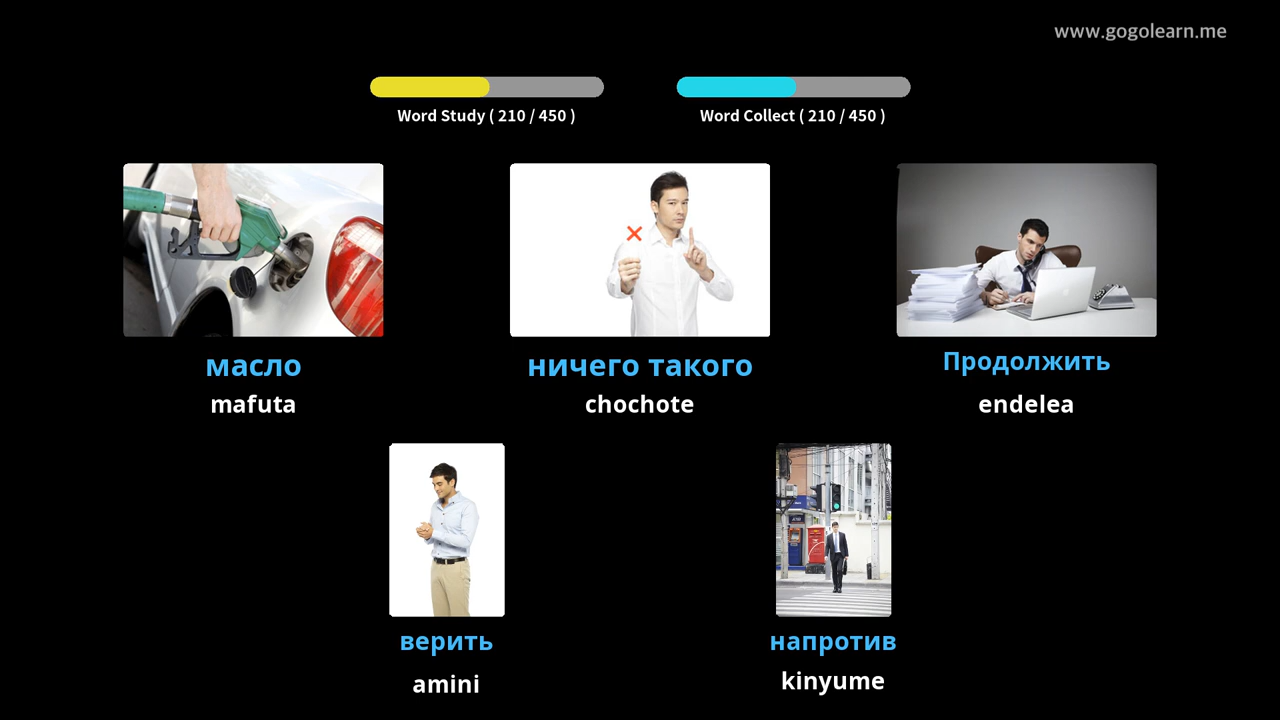 www.gogolearn.me
Word Study ( 210 / 450 )
Word Collect ( 210 / 450 )
масло
mafuta
ничего такого
chochote
Продолжить
endelea
верить
amini
напротив
kinyume